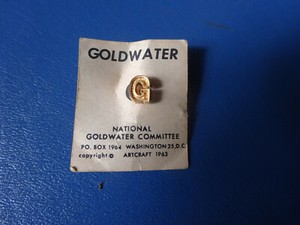 GOLDWATER
G
NATIONAL
GOLDWATER COMMITTEE
P.O. BOX 1964 WASHINGTON 25, D.C.
copyright © ARTCRAFT 1963